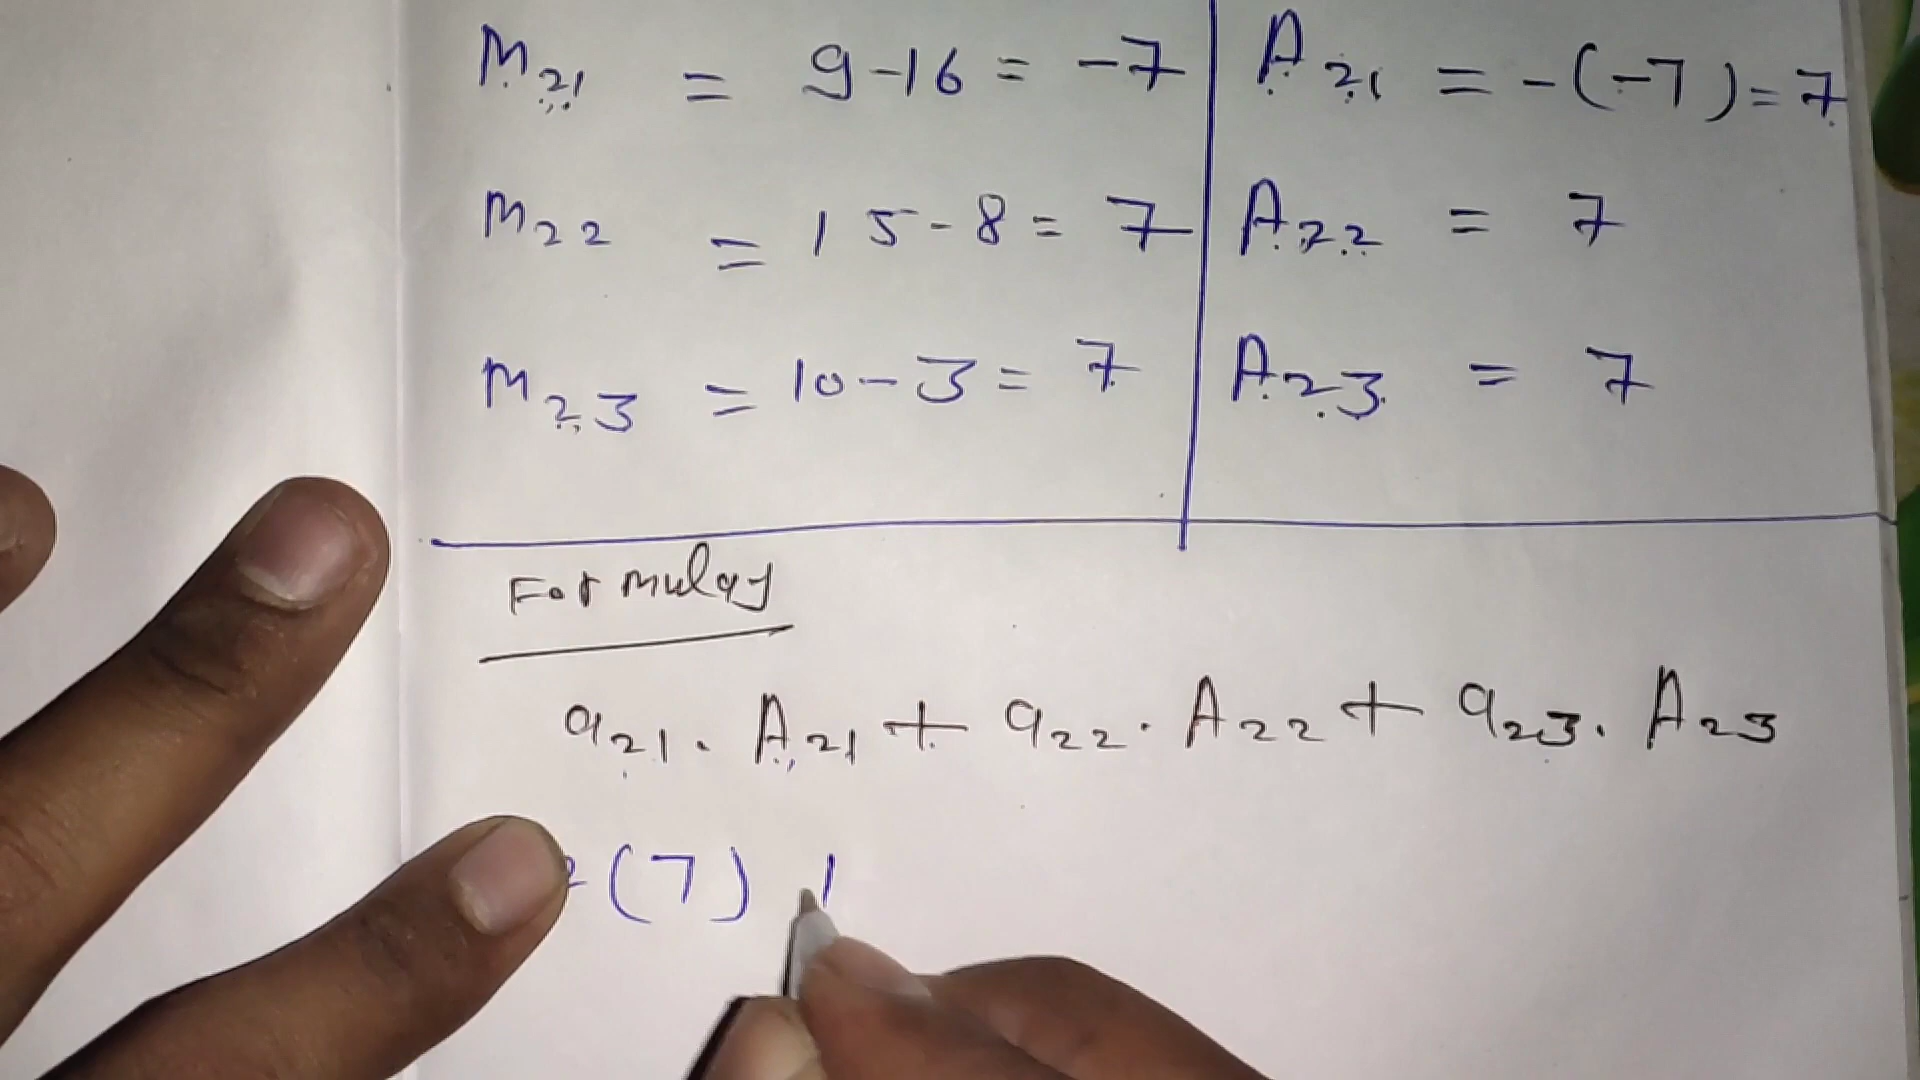 M21 = 9-16 = -7 A21 = -(-7) = 7
M22 = 15-8 = 7 A22 = 7
M23 = 10-3 = 7 A23 = 7
Formulay
a21. A21 + a22. A22 + a23. A23
(7)